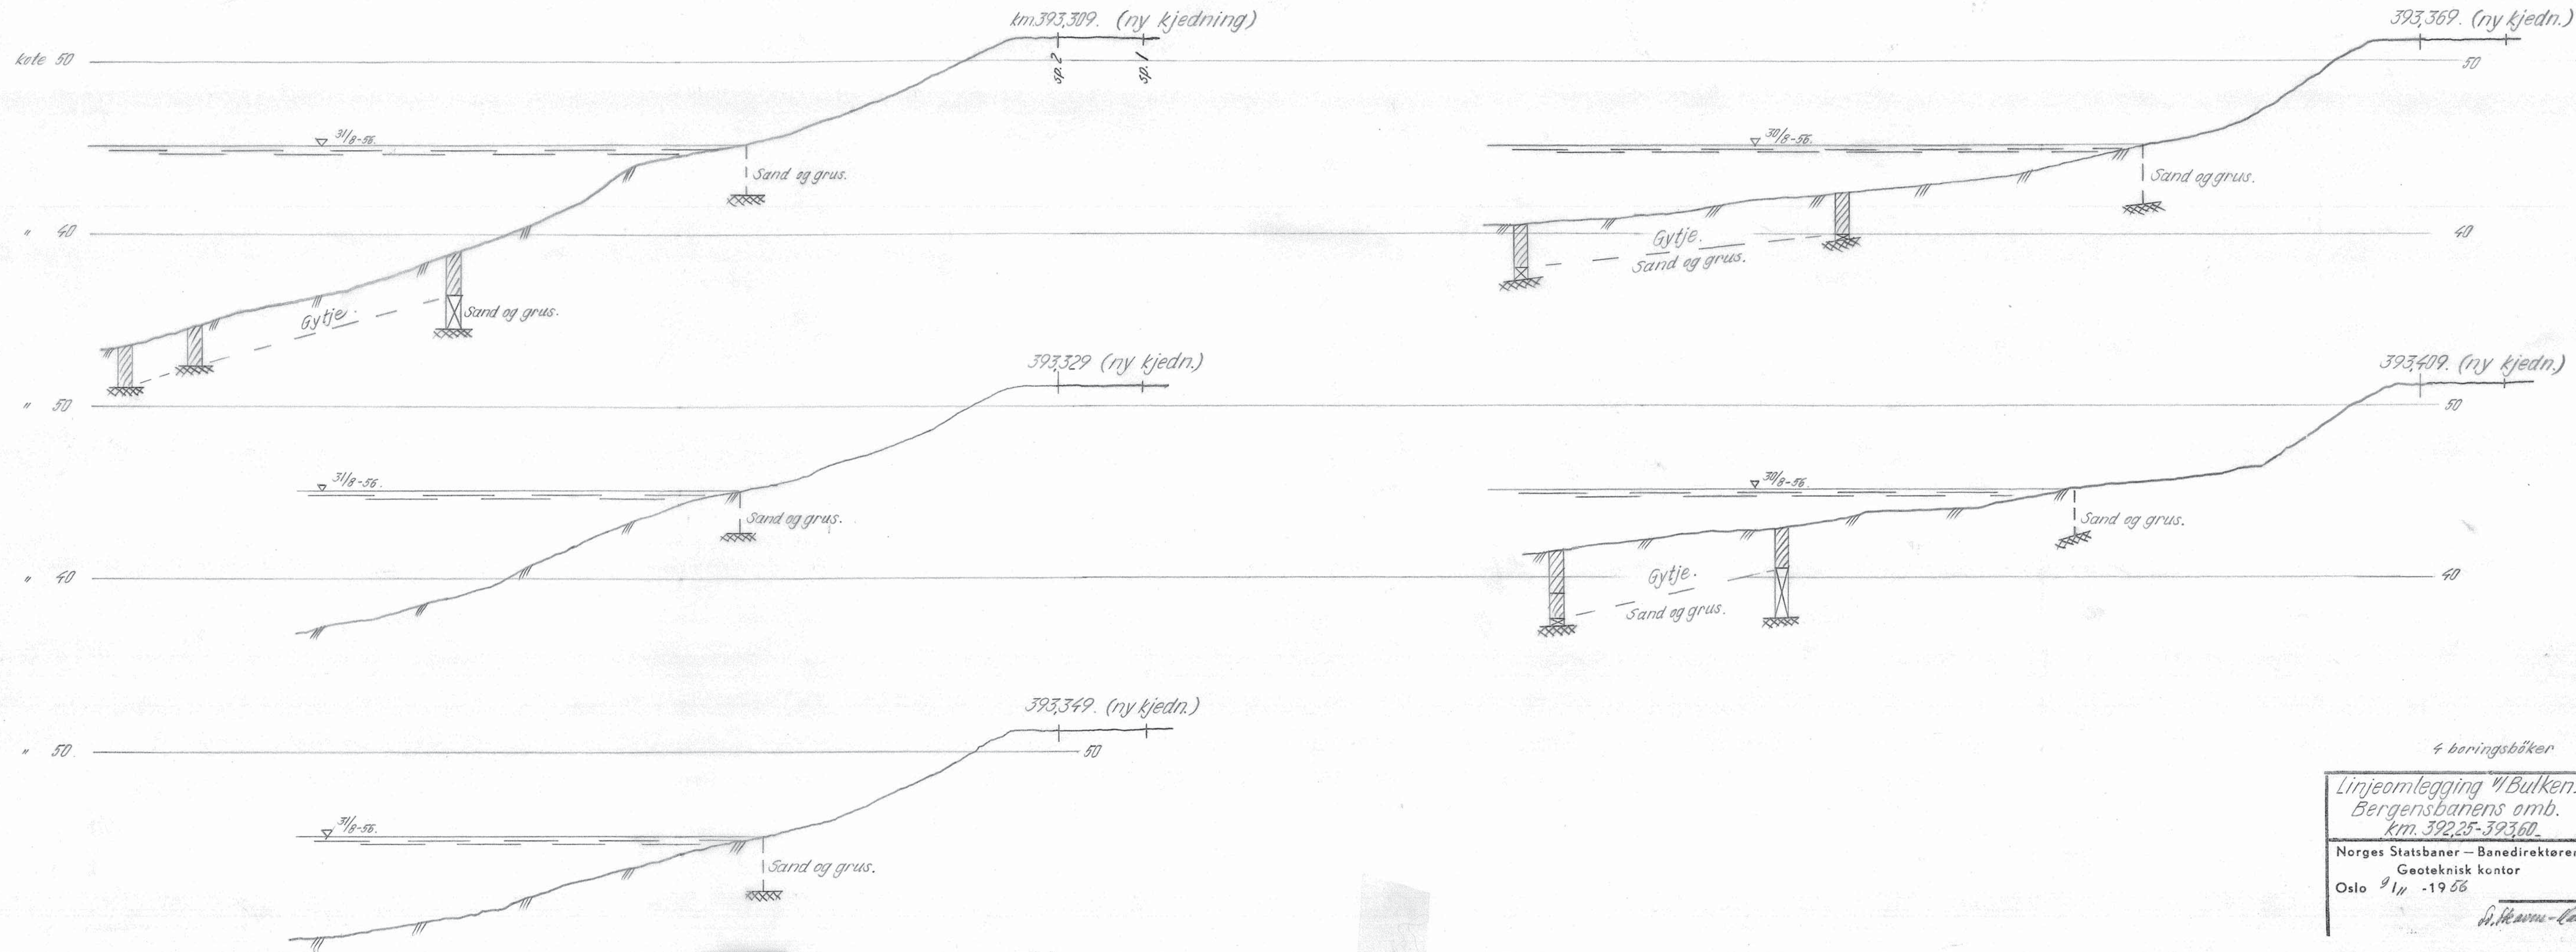 km.393,309. (ny kjedning)
kote 50
sp. 2
sp. 1
31/8-56.
Sand og grus.
" 40
Gytje.
Sand og grus.
393,369. (ny kjedn.)
50
30/8-56.
Sand og grus.
40
Gytje.
Sand og grus.
393,329 (ny kjedn.)
" 50
31/8-56.
Sand og grus.
" 40
393,409. (ny kjedn.)
50
30/8-56.
Sand og grus.
40
Gytje.
Sand og grus.
393,349. (ny kjedn.)
" 50.
50
31/8-56.
Sand og grus.
4 boringsböker
Linjeomlegging v/Bulken.
Bergensbanens omb.
km. 392,25-393,60
Norges Statsbaner — Banedirektøren
Geoteknisk kontor
Oslo 9/11 -1956